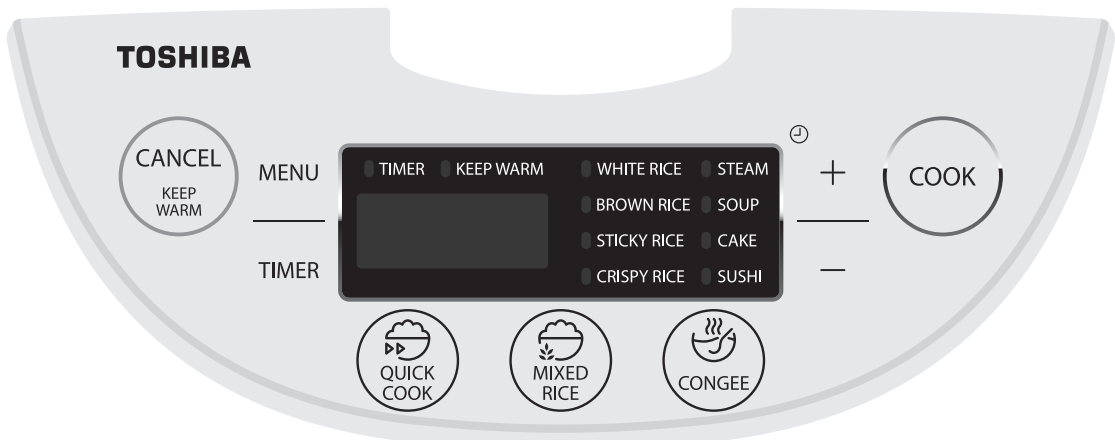 TOSHIBA
CANCEL
KEEP
WARM
MENU
TIMER
TIMER KEEP WARM
WHITE RICE STEAM
BROWN RICE SOUP
STICKY RICE CAKE
CRISPY RICE SUSHI
+
−
COOK
QUICK
COOK
MIXED
RICE
CONGEE